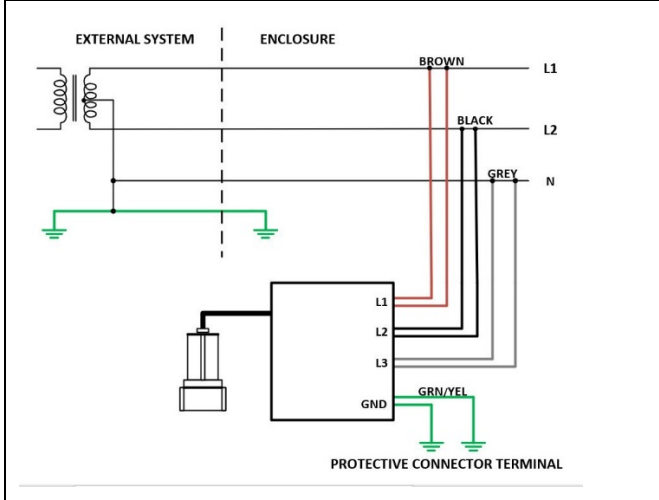 EXTERNAL SYSTEM
ENCLOSURE
BROWN
L1
BLACK
L2
GREY
N
L1
L2
L3
GRN/YEL
GND
PROTECTIVE CONNECTOR TERMINAL